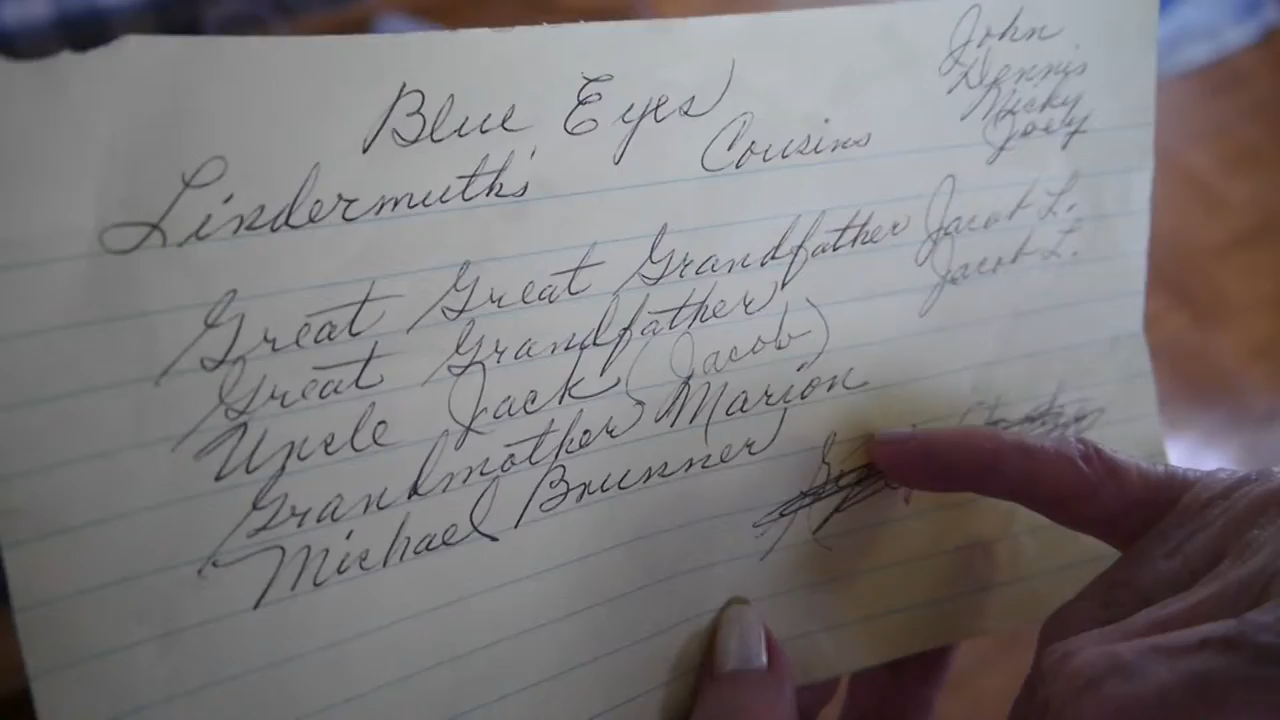 Blue Eyes
Lindermuth's
Cousins
John
Dennis
Nicky
Joey
Great Great Grandfather Jacob L.
Great Grandfather Jacob L.
Uncle Jack (Jacob)
Grandmother Marion
Michael Brunner